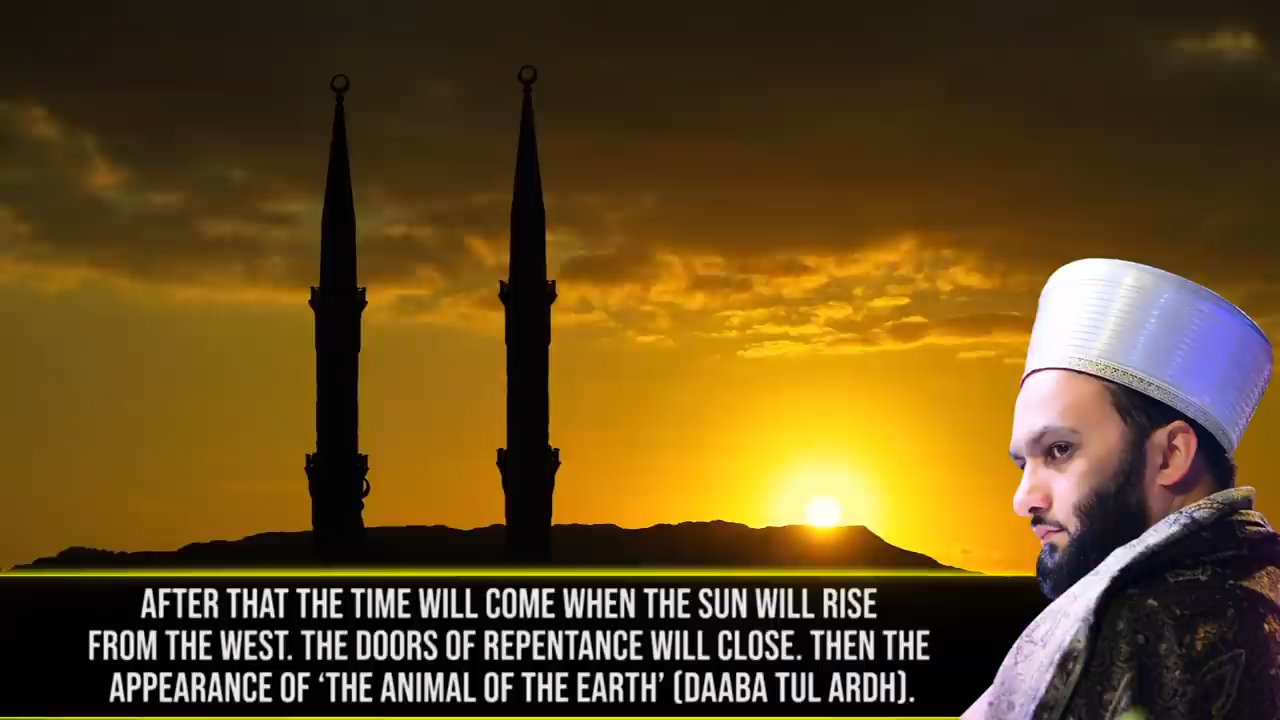 AFTER THAT THE TIME WILL COME WHEN THE SUN WILL RISE
FROM THE WEST. THE DOORS OF REPENTANCE WILL CLOSE. THEN THE
APPEARANCE OF ‘THE ANIMAL OF THE EARTH’ (DAABA TUL ARDH).